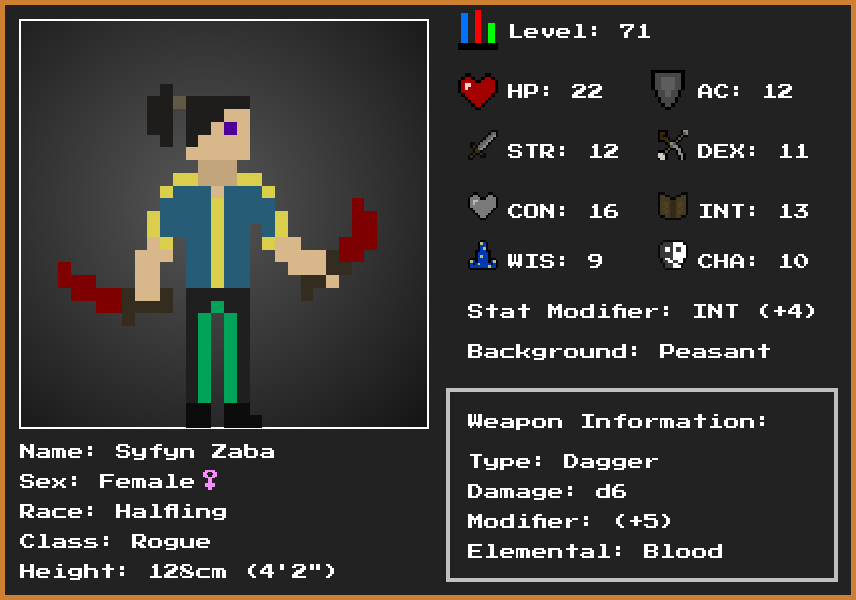 Level: 71
HP: 22
AC: 12
STR: 12
DEX: 11
CON: 16
INT: 13
WIS: 9
CHA: 10
Stat Modifier: INT (+4)
Background: Peasant
Name: Syfyn Zaba
Sex: Female♀
Race: Halfling
Class: Rogue
Height: 128cm (4'2")
Weapon Information:
Type: Dagger
Damage: d6
Modifier: (+5)
Elemental: Blood